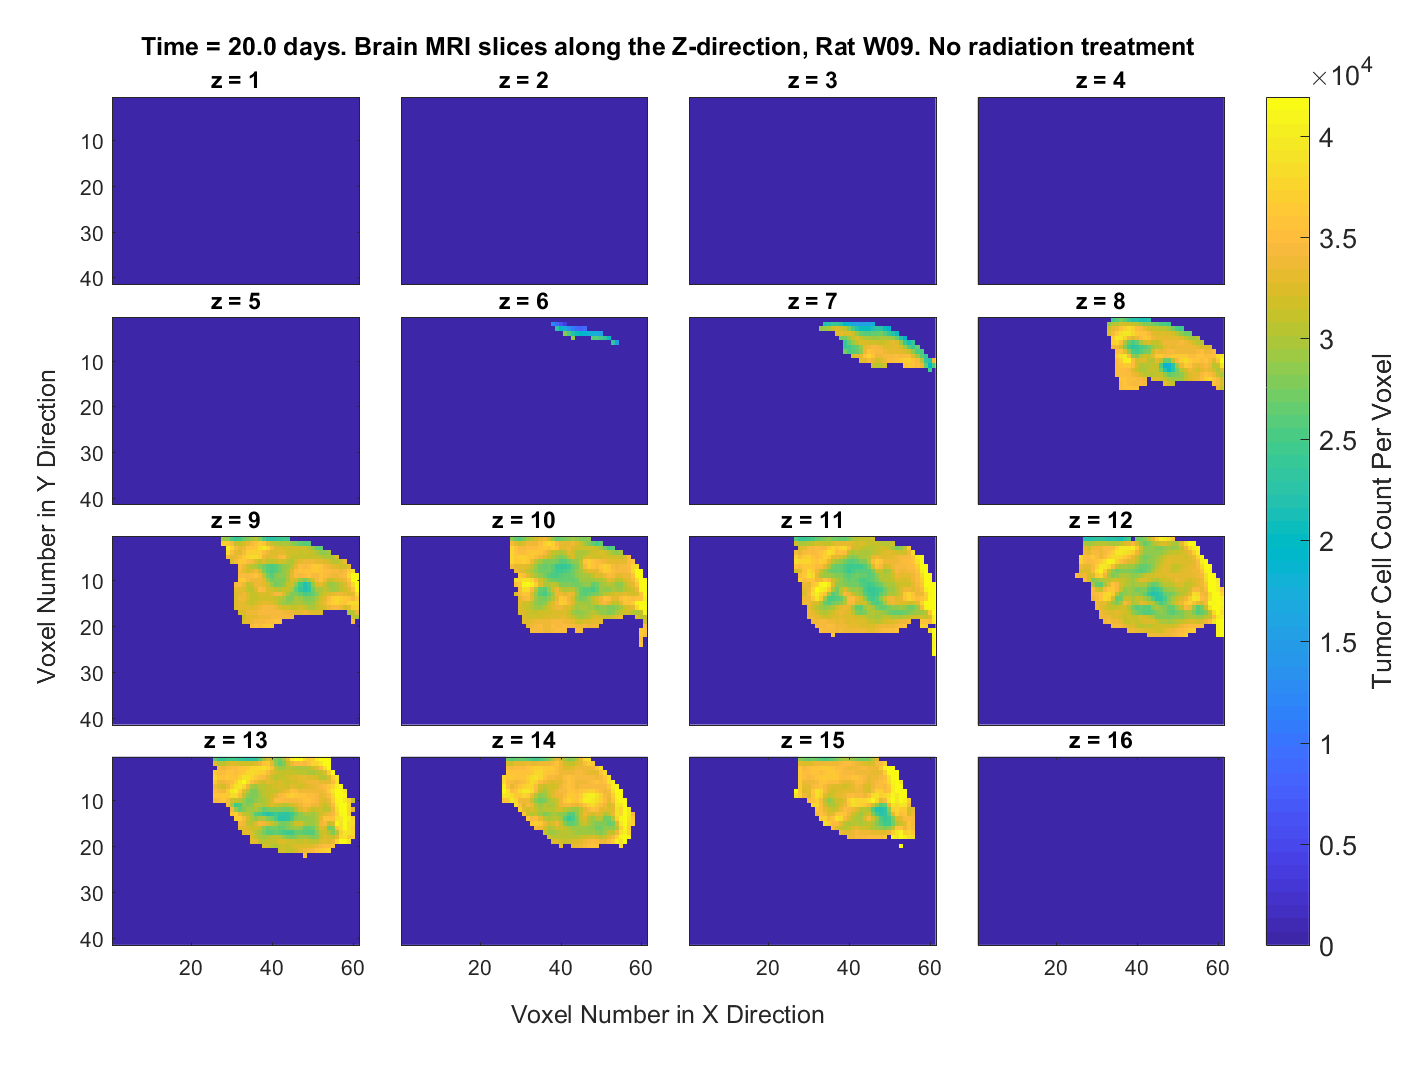 Time = 20.0 days. Brain MRI slices along the Z-direction, Rat W09. No radiation treatment
z = 1
z = 2
z = 3
z = 4
10
20
30
40
z = 5
z = 6
z = 7
z = 8
10
20
30
40
z = 9
z = 10
z = 11
z = 12
10
20
30
40
z = 13
z = 14
z = 15
z = 16
10
20
30
40
20 40 60
20 40 60
20 40 60
20 40 60
Voxel Number in X Direction
Voxel Number in Y Direction
×10⁴
4
3.5
3
2.5
2
1.5
1
0.5
0
Tumor Cell Count Per Voxel